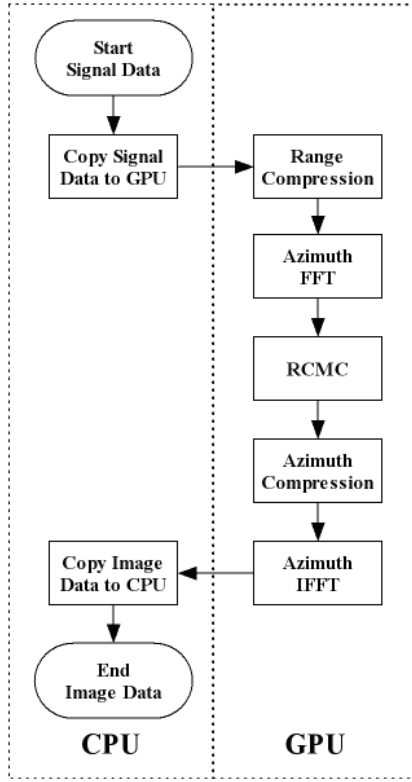 Start
Signal Data
Copy Signal
Data to GPU
Range
Compression
Azimuth
FFT
RCMC
Azimuth
Compression
Azimuth
IFFT
Copy Image
Data to CPU
End
Image Data
CPU
GPU